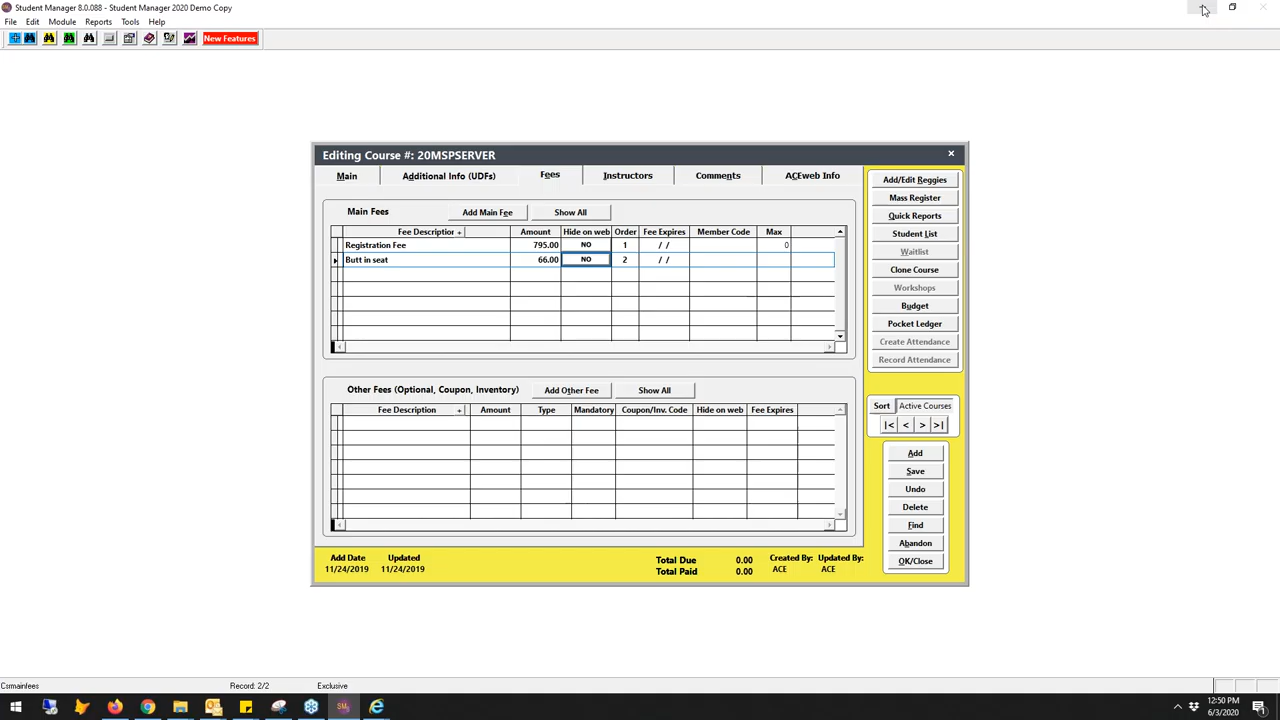 Student Manager 8.0.088 - Student Manager 2020 Demo Copy
File Edit Module Reports Tools Help
New Features
Editing Course #: 20MSPSERVER
Main Additional Info (UDFs) Fees Instructors Comments ACEweb Info
Main Fees Add Main Fee Show All
Fee Description Amount Hide on web Order Fee Expires Member Code Max
Registration Fee 795.00 NO 1 / / 0
Butt in seat 66.00 NO 2 / /
Other Fees (Optional, Coupon, Inventory) Add Other Fee Show All
Fee Description Amount Type Mandatory Coupon/Inv. Code Hide on web Fee Expires
Add Date Updated Total Due 0.00 Created By: Updated By:
11/24/2019 11/24/2019 Total Paid 0.00 ACE ACE
Add/Edit Reggies
Mass Register
Quick Reports
Student List
Waitlist
Clone Course
Workshops
Budget
Pocket Ledger
Create Attendance
Record Attendance
Sort Active Courses
|< < > >|
Add
Save
Undo
Delete
Find
Abandon
OK/Close
Csmainfees Record: 2/2 Exclusive
12:50 PM
6/3/2020